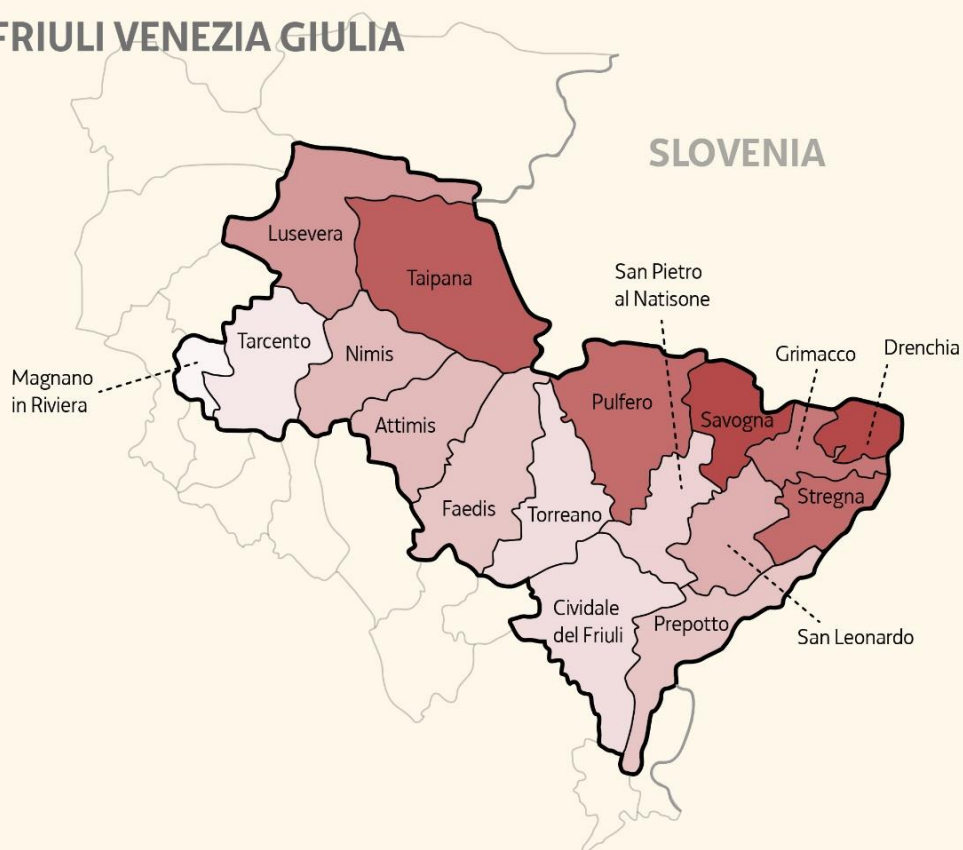 FRIULI VENEZIA GIULIA
SLOVENIA
Lusevera
Taipana
San Pietro
al Natisone
Tarcento
Nimis
Grimacco
Drenchia
Magnano
in Riviera
Pulfero
Savogna
Attimis
Stregna
Faedis
Torreano
Cividale
del Friuli
Prepotto
San Leonardo